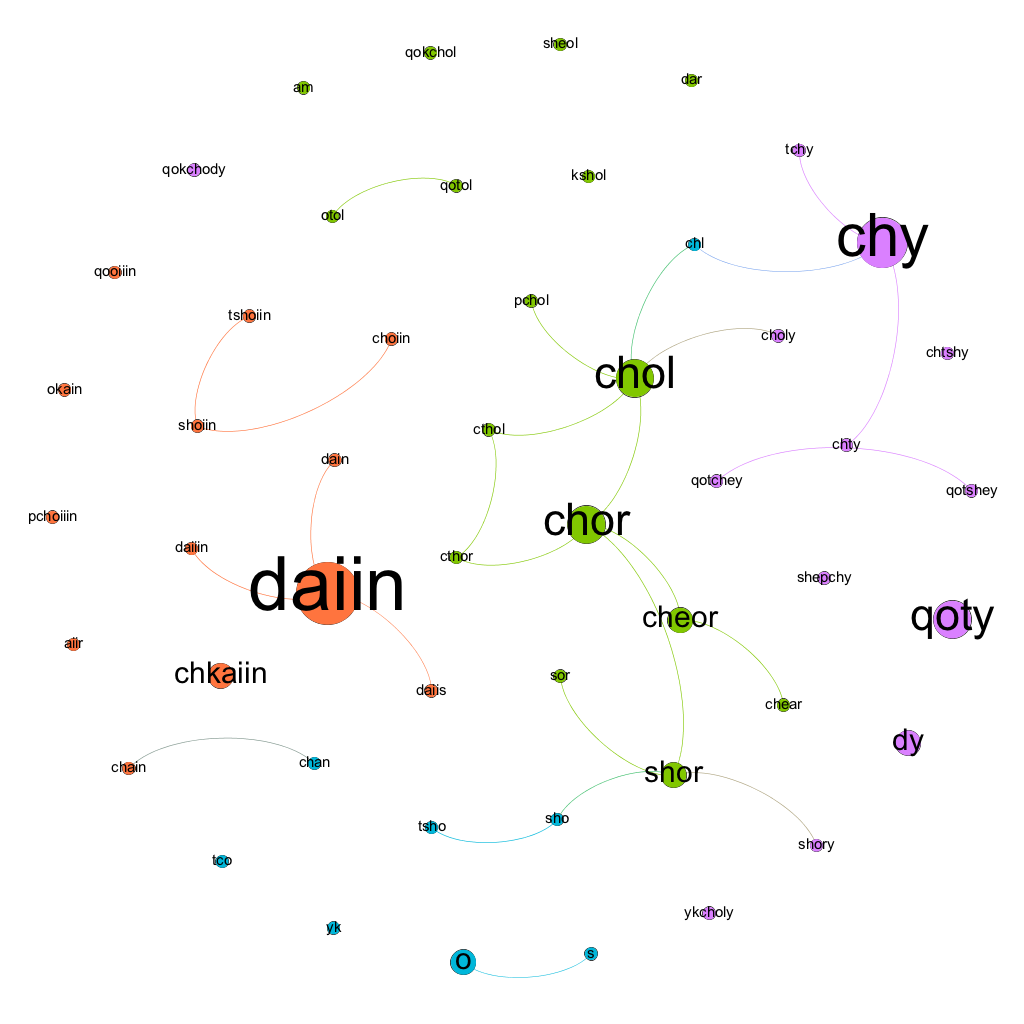 sheol
qokchol
dar
am
tchy
qokchody
kshol
qotol
otol
chy
chl
qooiiin
pchol
tshoiin
choly
choiin
chtshy
chol
okain
shoiin
cthol
chty
dain
qotchey
qotshey
pchoiiin
chor
daiiin
cthor
shepchy
daiin
qoty
cheor
aiir
chkaiin
sor
daiis
chear
dy
chan
chain
shor
sho
tsho
shory
tco
ykcholy
yk
s
o